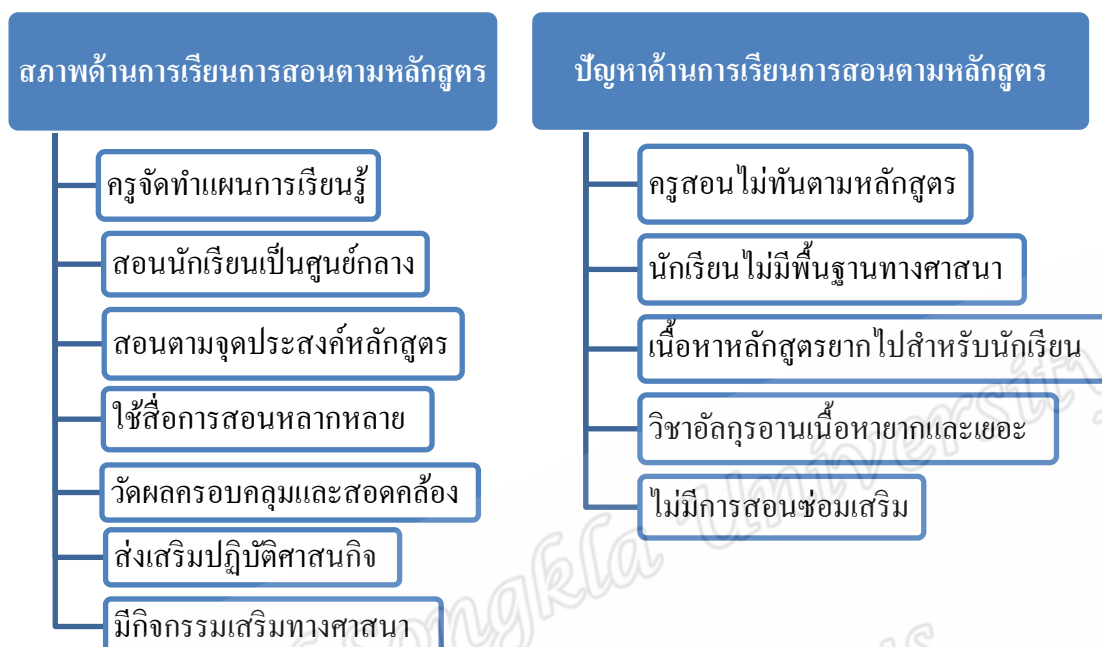 สภาพด้านการเรียนการสอนตามหลักสูตร
ครูจัดทำแผนการเรียนรู้
สอนนักเรียนเป็นศูนย์กลาง
สอนตามจุดประสงค์หลักสูตร
ใช้สื่อการสอนหลากหลาย
วัดผลครอบคลุมและสอดคล้อง
ส่งเสริมปฏิบัติศาสนกิจ
มีกิจกรรมเสริมทางศาสนา
ปัญหาด้านการเรียนการสอนตามหลักสูตร
ครูสอนไม่ทันตามหลักสูตร
นักเรียนไม่มีพื้นฐานทางศาสนา
เนื้อหาหลักสูตรยากไปสำหรับนักเรียน
วิชาอัลกุรอานเนื้อหายากและเยอะ
ไม่มีการสอนซ่อมเสริม
Songkla University